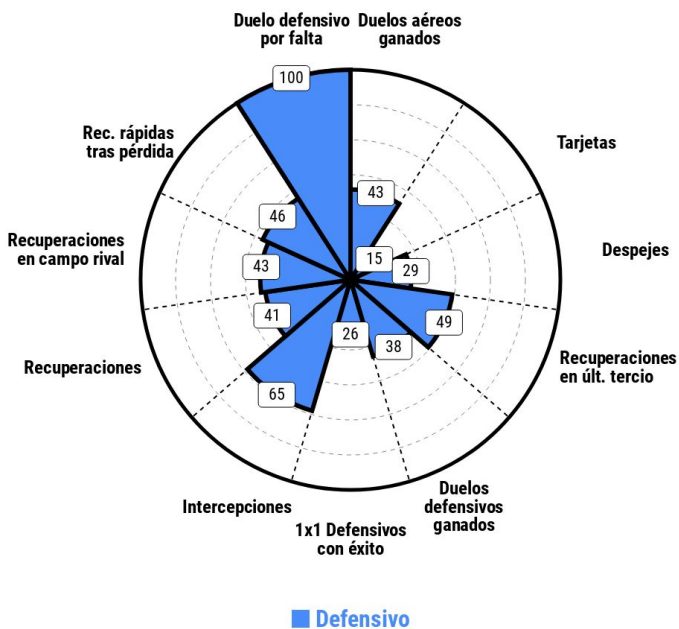 Duelo defensivo
por falta
Duelos aéreos
ganados
100
Rec. rápidas
tras pérdida
Tarjetas
43
46
Recuperaciones
en campo rival
Despejes
15
43
29
41
49
26
38
Recuperaciones
Recuperaciones
en últ. tercio
65
Intercepciones
Duelos
defensivos
ganados
1x1 Defensivos
con éxito
Defensivo